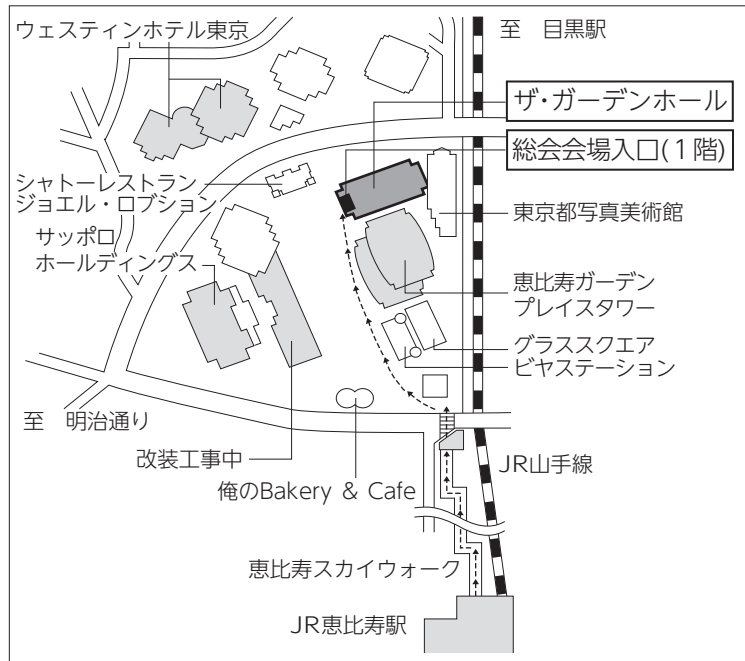 ウェスティンホテル東京
至　目黒駅
ザ・ガーデンホール
総会会場入口(1階)
シャトーレストラン
ジョエル・ロブション
東京都写真美術館
サッポロ
ホールディングス
恵比寿ガーデン
プレイスタワー
グラススクエア
ビヤステーション
至　明治通り
改装工事中
JR山手線
俺のBakery & Cafe
恵比寿スカイウォーク
JR恵比寿駅